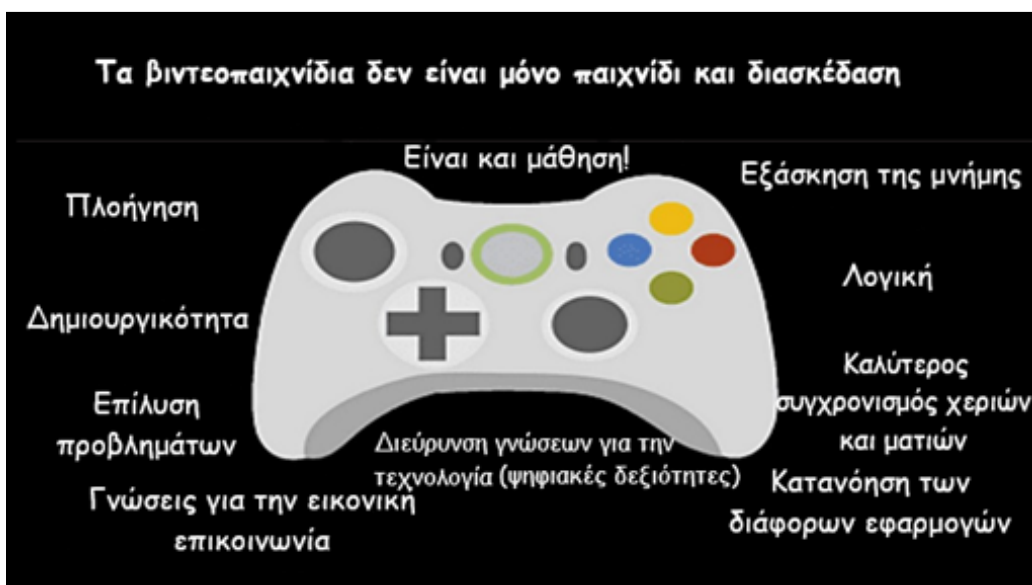 Τα βιντεοπαιχνίδια δεν είναι μόνο παιχνίδι και διασκέδαση
Είναι και μάθηση!
Πλοήγηση
Δημιουργικότητα
Επίλυση
προβλημάτων
Γνώσεις για την εικονική
επικοινωνία
Διεύρυνση γνώσεων για την
τεχνολογία (ψηφιακές δεξιότητες)
Εξάσκηση της μνήμης
Λογική
Καλύτερος
συγχρονισμός χεριών
και ματιών
Κατανόηση των
διάφορων εφαρμογών